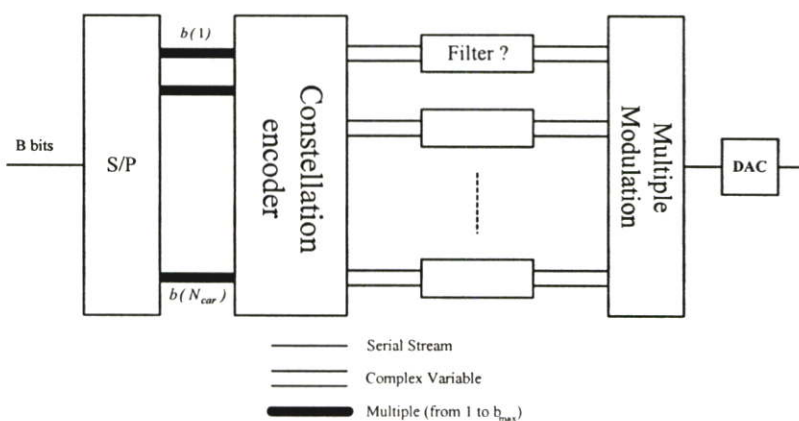 b(1)
Filter ?
B bits
S/P
Constellation
encoder
Multiple
Modulation
DAC
b(N_car)
Serial Stream
Complex Variable
Multiple (from 1 to b_max)